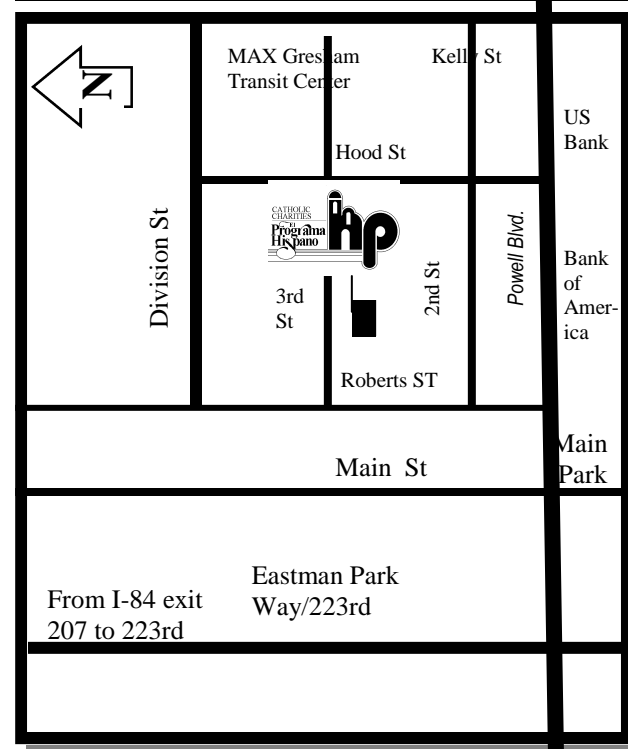 MAX Gresham
Transit Center
Kelly St
N
US
Bank
Hood St
CATHOLIC
CHARITIES
El
Programa
Hispano
hp
Division St
3rd
St
2nd St
Powell Blvd.
Bank
of
Amer-
ica
Roberts ST
Main St
Main
Park
Eastman Park
Way/223rd
From I-84 exit
207 to 223rd